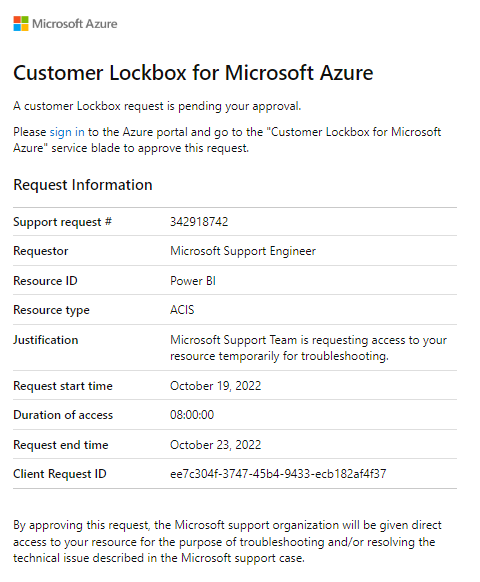 Microsoft Azure
Customer Lockbox for Microsoft Azure
A customer Lockbox request is pending your approval.
Please sign in to the Azure portal and go to the "Customer Lockbox for Microsoft
Azure" service blade to approve this request.
Request Information
Support request # 342918742
Requestor Microsoft Support Engineer
Resource ID Power BI
Resource type ACIS
Justification Microsoft Support Team is requesting access to your
resource temporarily for troubleshooting.
Request start time October 19, 2022
Duration of access 08:00:00
Request end time October 23, 2022
Client Request ID ee7c304f-3747-45b4-9433-ecb182af4f37
By approving this request, the Microsoft support organization will be given direct
access to your resource for the purpose of troubleshooting and/or resolving the
technical issue described in the Microsoft support case.